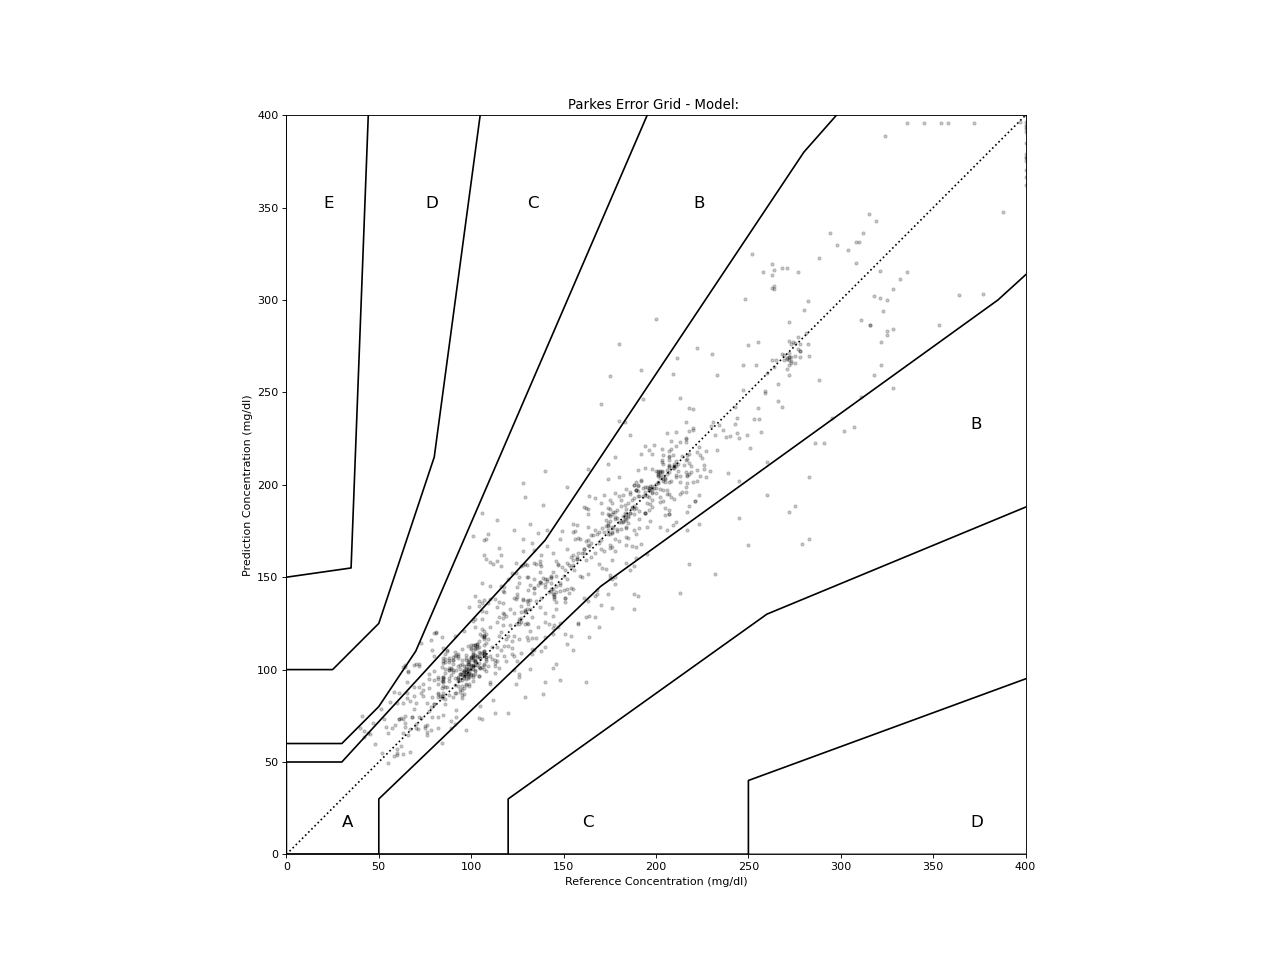 Parkes Error Grid - Model:
400
350
300
250
200
150
100
50
0
Prediction Concentration (mg/dl)
E
D
C
B
B
A
C
D
0 50 100 150 200 250 300 350 400
Reference Concentration (mg/dl)